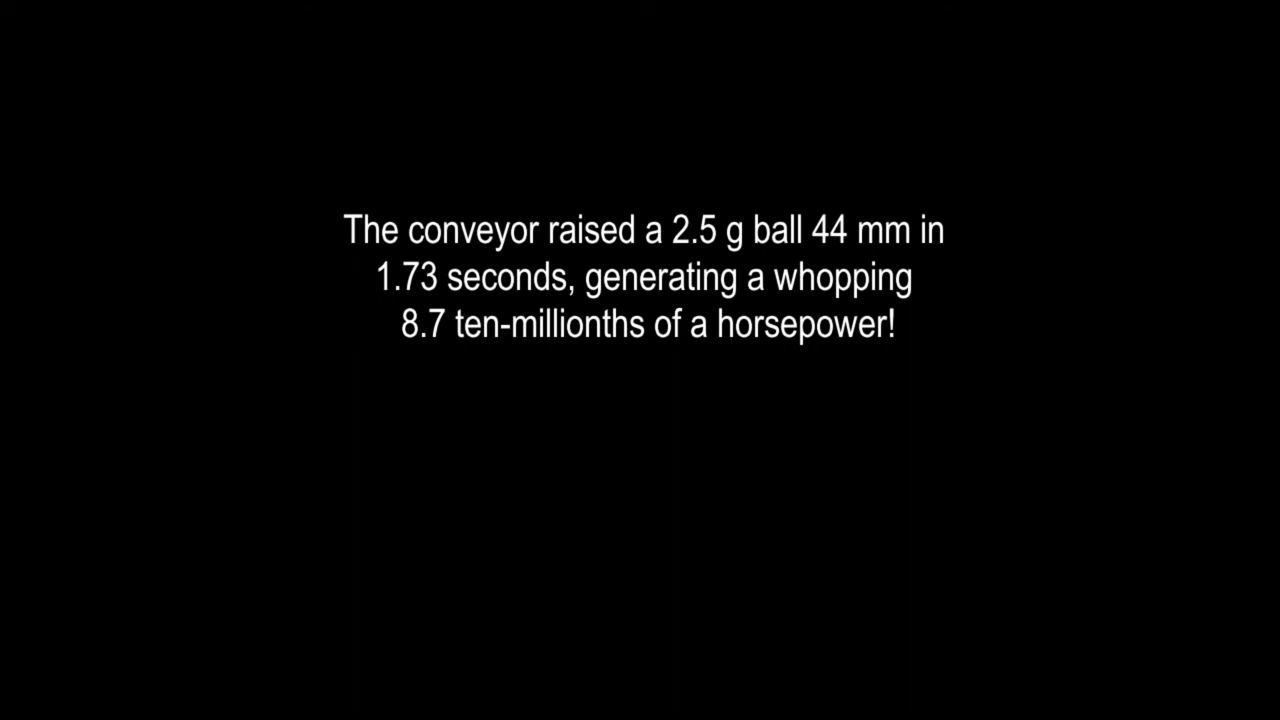 The conveyor raised a 2.5 g ball 44 mm in
1.73 seconds, generating a whopping
8.7 ten-millionths of a horsepower!